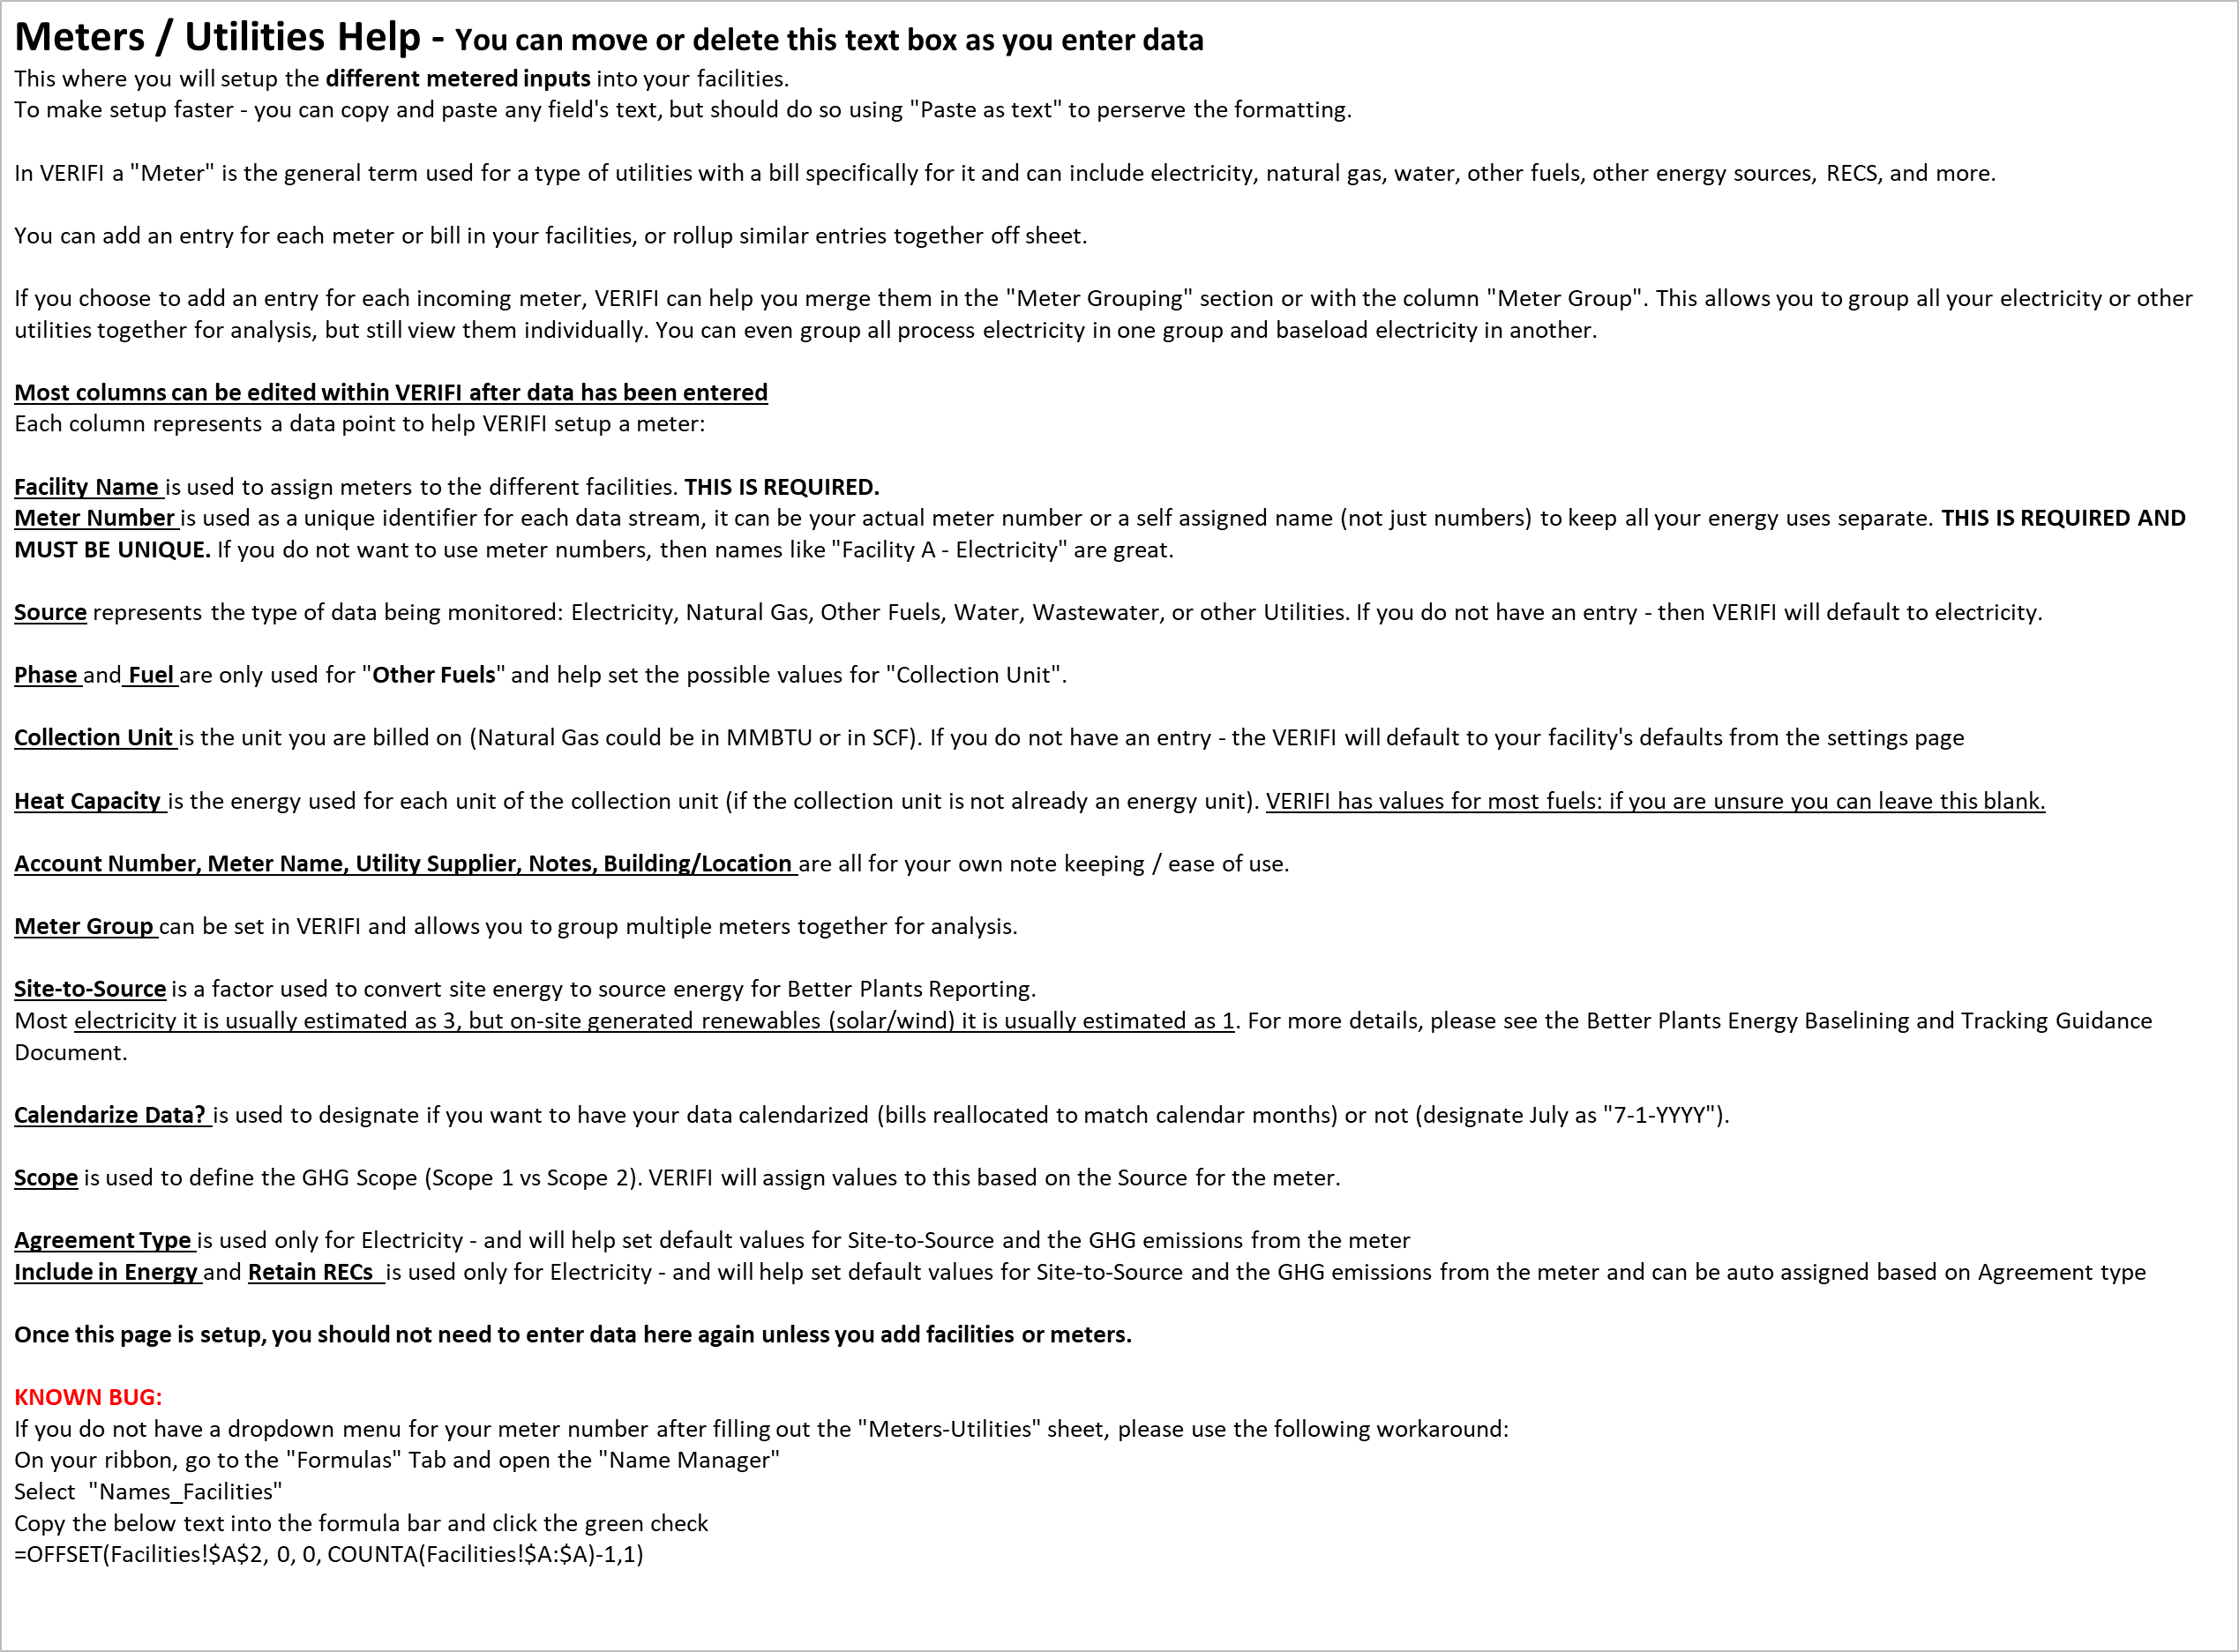 Meters / Utilities Help - You can move or delete this text box as you enter data
This where you will setup the different metered inputs into your facilities.
To make setup faster - you can copy and paste any field's text, but should do so using "Paste as text" to perserve the formatting.
In VERIFI a "Meter" is the general term used for a type of utilities with a bill specifically for it and can include electricity, natural gas, water, other fuels, other energy sources, RECS, and more.
You can add an entry for each meter or bill in your facilities, or rollup similar entries together off sheet.
If you choose to add an entry for each incoming meter, VERIFI can help you merge them in the "Meter Grouping" section or with the column "Meter Group". This allows you to group all your electricity or other
utilities together for analysis, but still view them individually. You can even group all process electricity in one group and baseload electricity in another.
Most columns can be edited within VERIFI after data has been entered
Each column represents a data point to help VERIFI setup a meter:
Facility Name is used to assign meters to the different facilities. THIS IS REQUIRED.
Meter Number is used as a unique identifier for each data stream, it can be your actual meter number or a self assigned name (not just numbers) to keep all your energy uses separate. THIS IS REQUIRED AND
MUST BE UNIQUE. If you do not want to use meter numbers, then names like "Facility A - Electricity" are great.
Source represents the type of data being monitored: Electricity, Natural Gas, Other Fuels, Water, Wastewater, or other Utilities. If you do not have an entry - then VERIFI will default to electricity.
Phase and Fuel are only used for "Other Fuels" and help set the possible values for "Collection Unit".
Collection Unit is the unit you are billed on (Natural Gas could be in MMBTU or in SCF). If you do not have an entry - the VERIFI will default to your facility's defaults from the settings page
Heat Capacity is the energy used for each unit of the collection unit (if the collection unit is not already an energy unit). VERIFI has values for most fuels: if you are unsure you can leave this blank.
Account Number, Meter Name, Utility Supplier, Notes, Building/Location are all for your own note keeping / ease of use.
Meter Group can be set in VERIFI and allows you to group multiple meters together for analysis.
Site-to-Source is a factor used to convert site energy to source energy for Better Plants Reporting.
Most electricity it is usually estimated as 3, but on-site generated renewables (solar/wind) it is usually estimated as 1. For more details, please see the Better Plants Energy Baselining and Tracking Guidance
Document.
Calendarize Data? is used to designate if you want to have your data calendarized (bills reallocated to match calendar months) or not (designate July as "7-1-YYYY").
Scope is used to define the GHG Scope (Scope 1 vs Scope 2). VERIFI will assign values to this based on the Source for the meter.
Agreement Type is used only for Electricity - and will help set default values for Site-to-Source and the GHG emissions from the meter
Include in Energy and Retain RECs is used only for Electricity - and will help set default values for Site-to-Source and the GHG emissions from the meter and can be auto assigned based on Agreement type
Once this page is setup, you should not need to enter data here again unless you add facilities or meters.
KNOWN BUG:
If you do not have a dropdown menu for your meter number after filling out the "Meters-Utilities" sheet, please use the following workaround:
On your ribbon, go to the "Formulas" Tab and open the "Name Manager"
Select "Names_Facilities"
Copy the below text into the formula bar and click the green check
=OFFSET(Facilities!$A$2, 0, 0, COUNTA(Facilities!$A:$A)-1,1)